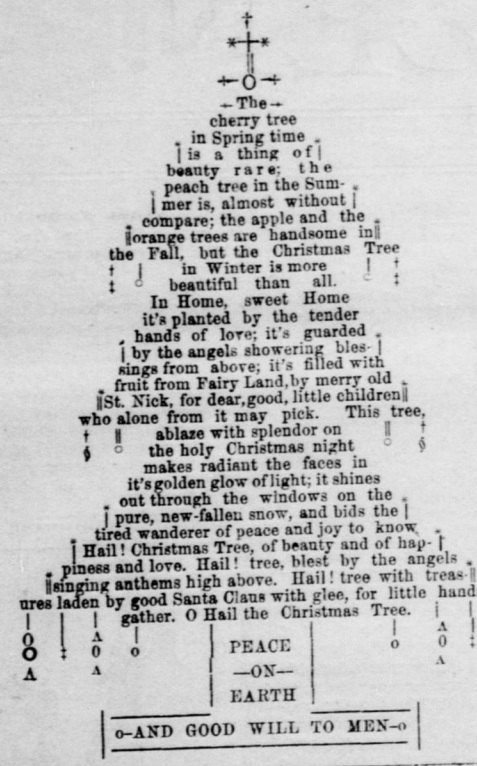 The
cherry tree
in Spring time
is a thing of
beauty rare; the
peach tree in the Sum-
mer is, almost without
compare; the apple and the
orange trees are handsome in
the Fall, but the Christmas Tree
in Winter is more
beautiful than all.
In Home, sweet Home
it's planted by the tender
hands of love; it's guarded
by the angels showering bles-
sings from above; it's filled with
fruit from Fairy Land, by merry old
St. Nick, for dear, good, little children
who alone from it may pick. This tree,
ablaze with splendor on
the holy Christmas night
makes radiant the faces in
it's golden glow of light; it shines
out through the windows on the
pure, new-fallen snow, and bids the
tired wanderer of peace and joy to know
Hail! Christmas Tree, of beauty and of hap-
piness and love. Hail! tree, blest by the angels
singing anthems high above. Hail! tree with treas-
ures laden by good Santa Claus with glee, for little hand
gather. O Hail the Christmas Tree.
PEACE
—ON—
EARTH
o–AND GOOD WILL TO MEN–o